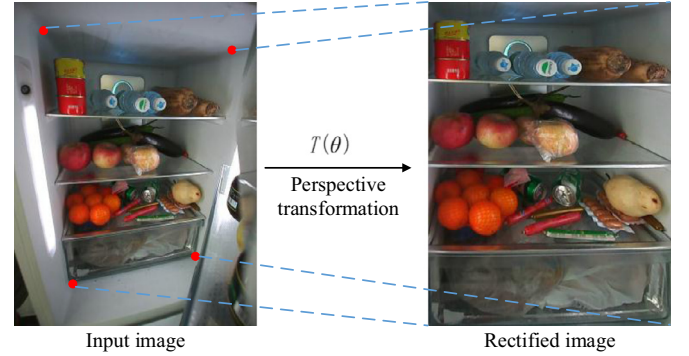 T(θ)
Perspective
transformation
Input image
Rectified image